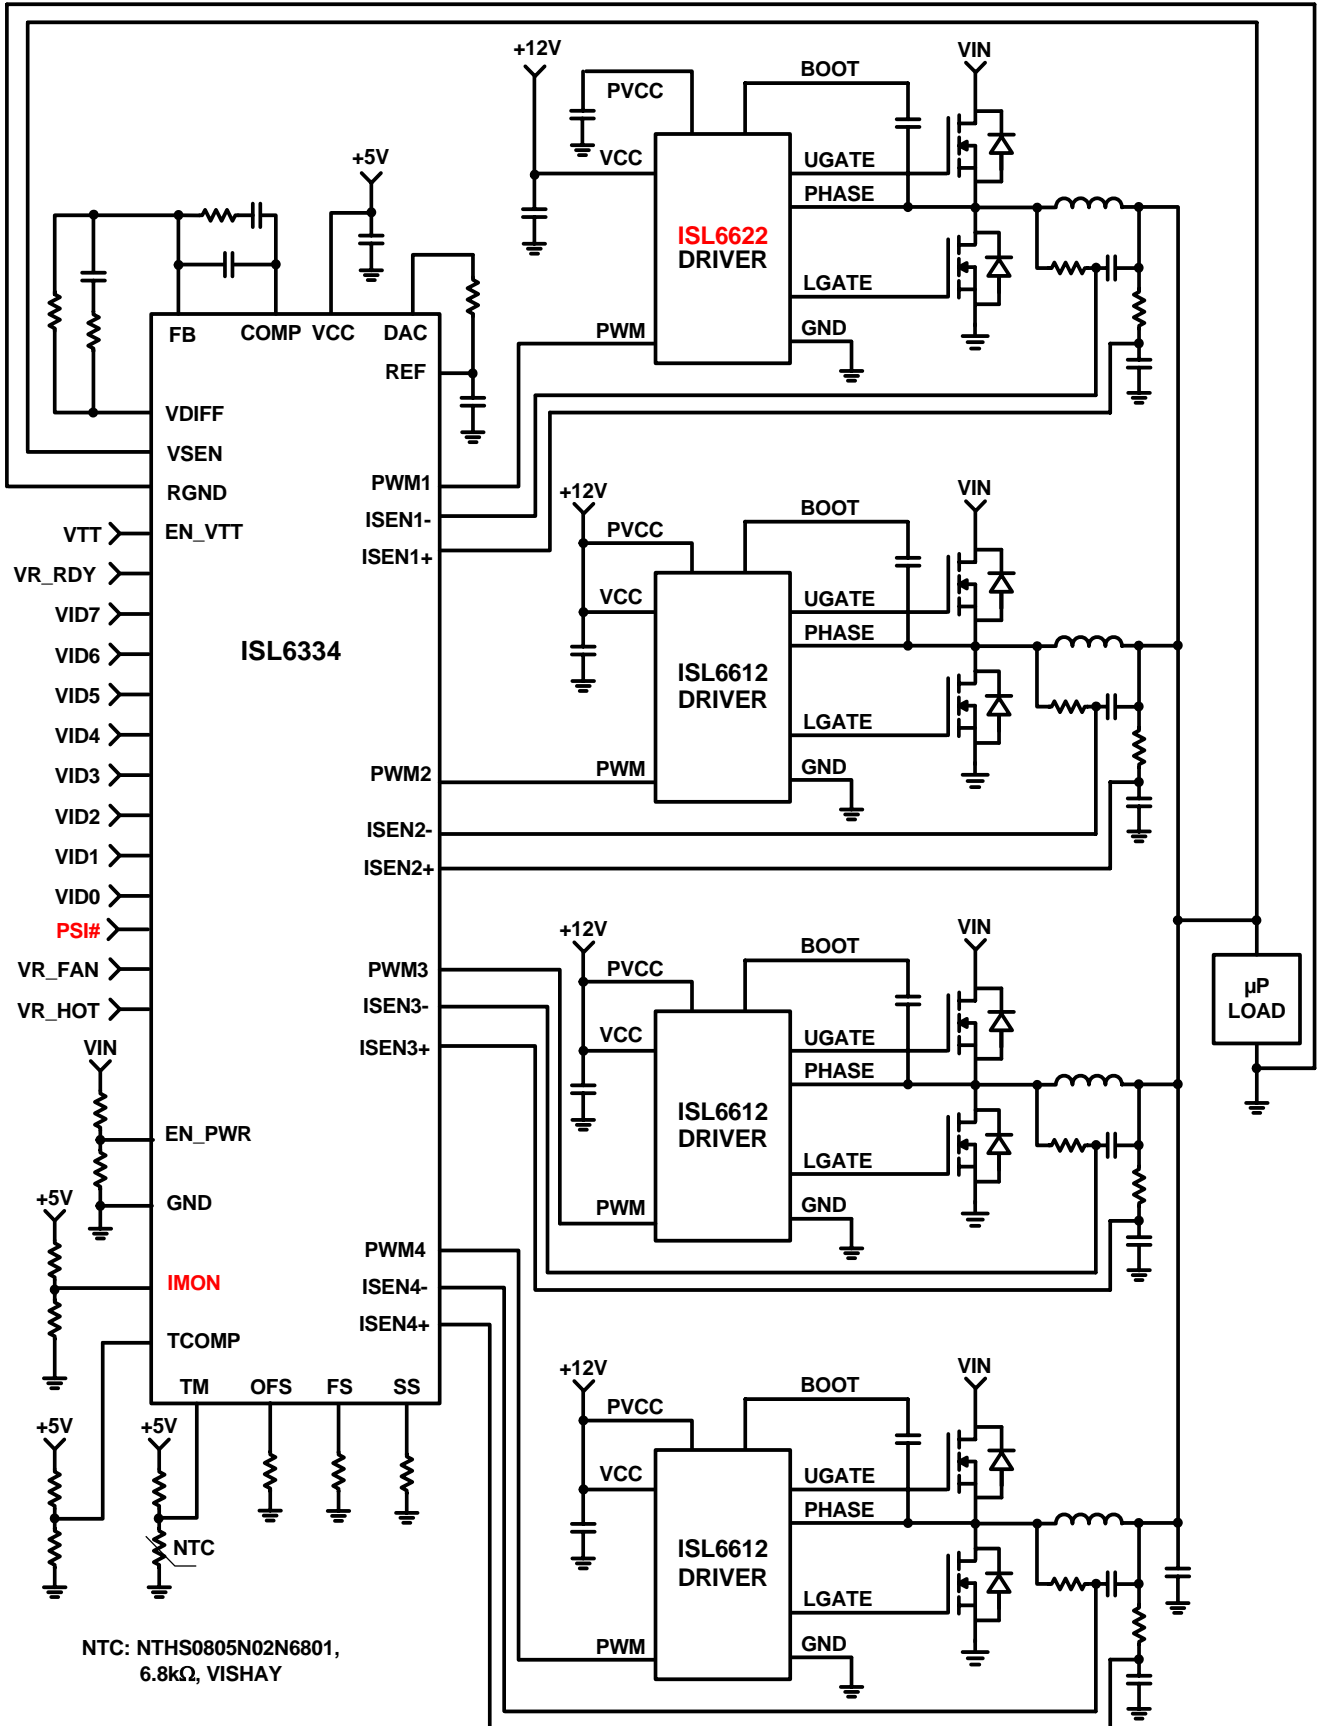 +12V
PVCC
BOOT
VIN
VCC
UGATE
PHASE
ISL6622
DRIVER
LGATE
GND
PWM
+5V
FB
COMP
VCC
DAC
REF
VDIFF
VSEN
RGND
EN_VTT
VTT
VR_RDY
VID7
VID6
VID5
VID4
VID3
VID2
VID1
VID0
PSI#
VR_FAN
VR_HOT
VIN
EN_PWR
GND
+5V
IMON
TCOMP
TM
OFS
FS
SS
ISL6334
PWM1
ISEN1-
ISEN1+
PWM2
ISEN2-
ISEN2+
PWM3
ISEN3-
ISEN3+
PWM4
ISEN4-
ISEN4+
+12V
PVCC
BOOT
VIN
VCC
UGATE
PHASE
ISL6612
DRIVER
LGATE
GND
PWM
+12V
PVCC
BOOT
VIN
VCC
UGATE
PHASE
ISL6612
DRIVER
LGATE
GND
PWM
µP
LOAD
+12V
PVCC
BOOT
VIN
VCC
UGATE
PHASE
ISL6612
DRIVER
LGATE
GND
PWM
+5V
+5V
NTC
NTC: NTHS0805N02N6801,
6.8kΩ, VISHAY